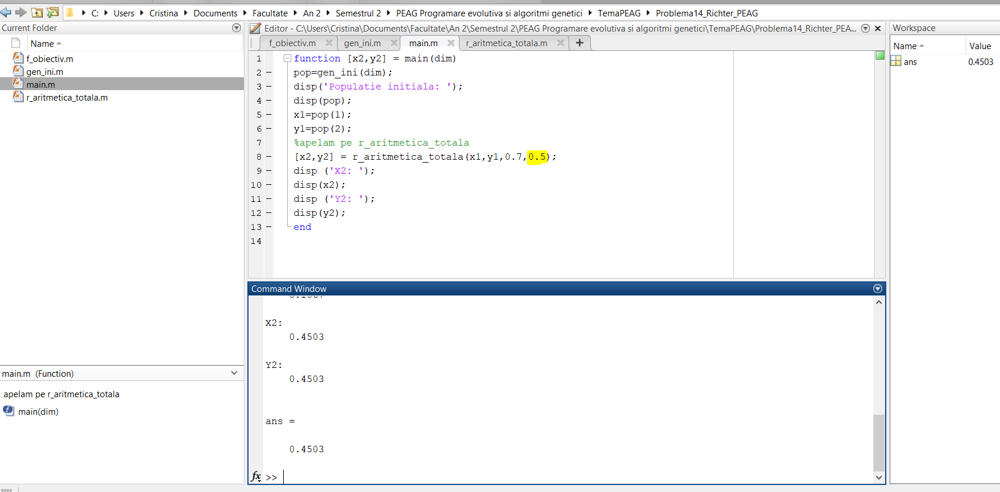 C: Users Cristina Documents Facultate An 2 Semestrul 2 PEAG Programare evolutiva si algoritmi genetici TemaPEAG Problema14_Richter_PEAG
Current Folder
Name
f_obiectiv.m
gen_ini.m
main.m
r_aritmetica_totala.m
main.m (Function)
apelam pe r_aritmetica_totala
main(dim)
Editor - C:\Users\Cristina\Documents\Facultate\An 2\Semestrul 2\PEAG Programare evolutiva si algoritmi genetici\TemaPEAG\Problema14_Richter_PEA...
f_obiectiv.m gen_ini.m main.m r_aritmetica_totala.m
1 function [x2,y2] = main(dim)
2 pop=gen_ini(dim);
3 disp('Populatie initiala: ');
4 disp(pop);
5 x1=pop(1);
6 y1=pop(2);
7 %apelam pe r_aritmetica_totala
8 [x2,y2] = r_aritmetica_totala(x1,y1,0.7,0.5);
9 disp ('X2: ');
10 disp(x2);
11 disp ('Y2: ');
12 disp(y2);
13 end
14
Command Window
X2:
0.4503
Y2:
0.4503
ans =
0.4503
fx >>
Workspace
Name Value
ans 0.4503